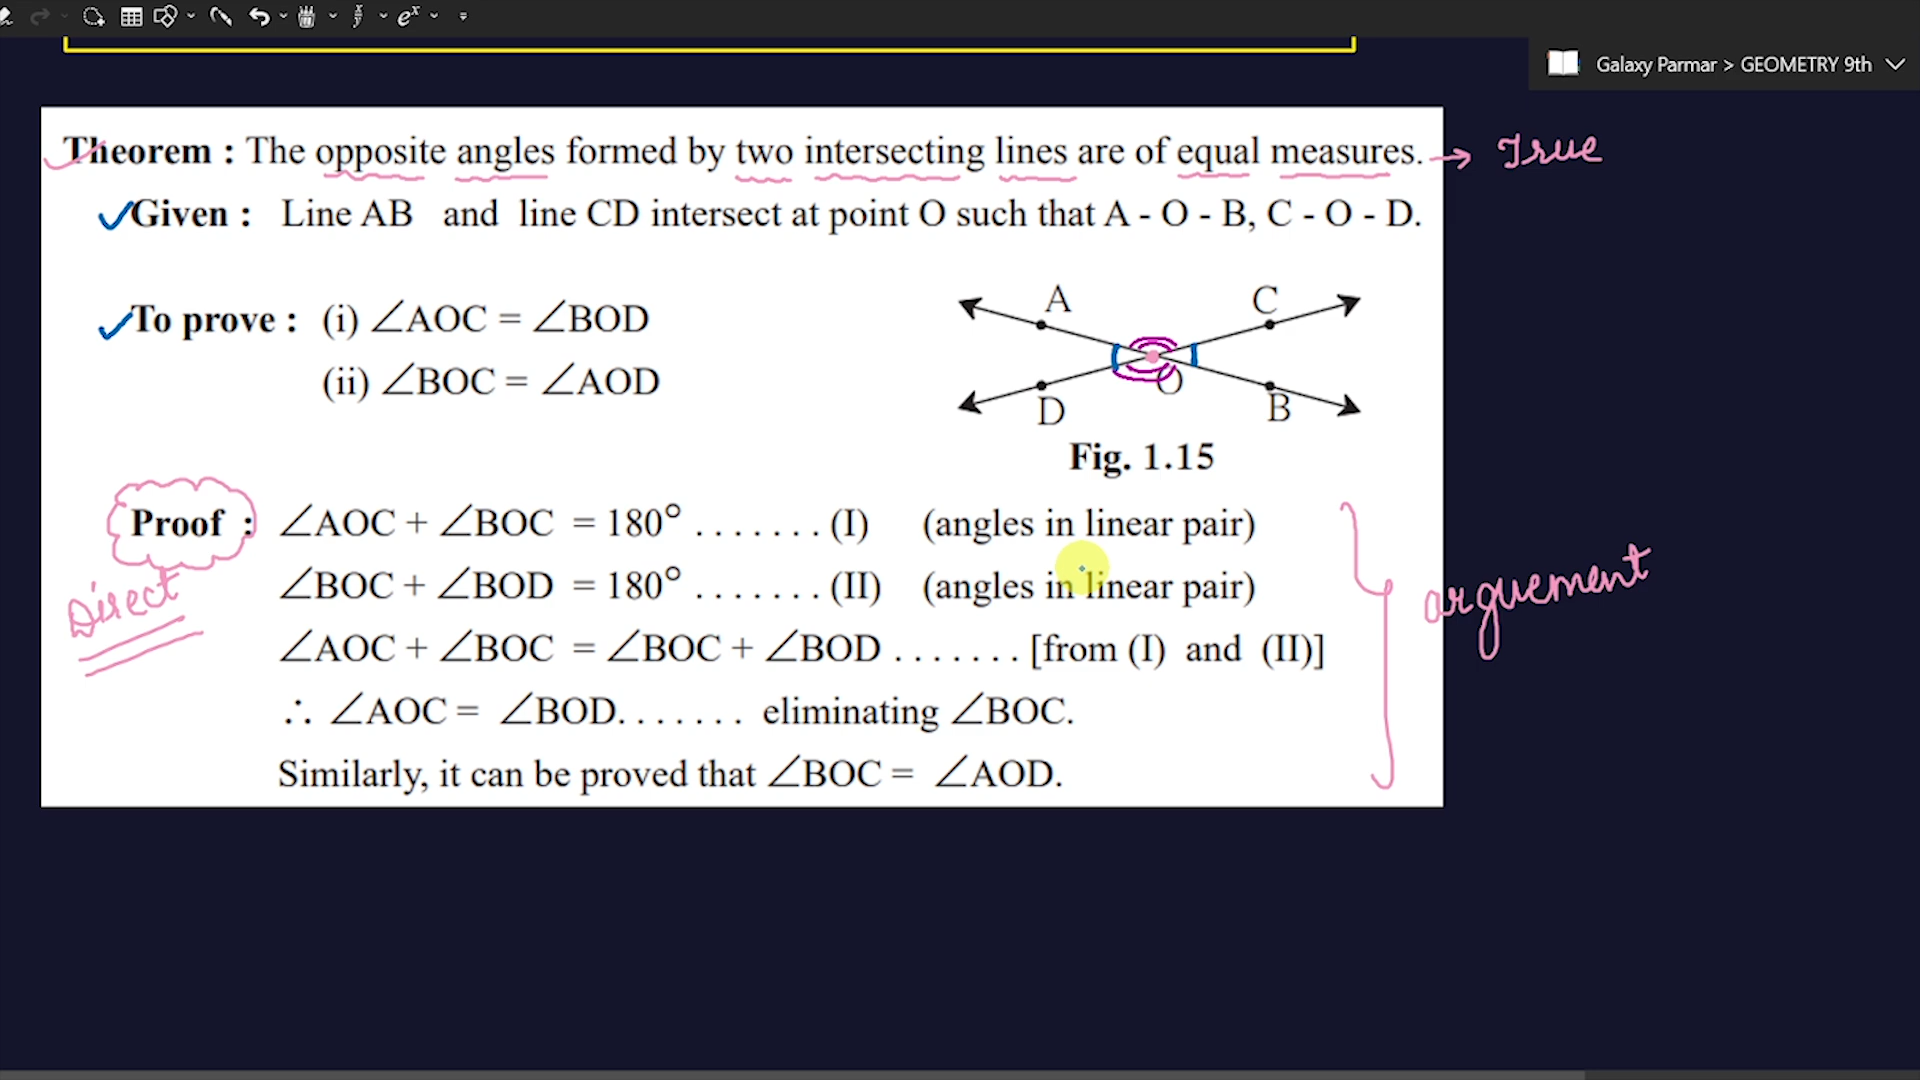 Galaxy Parmar > GEOMETRY 9th
Theorem : The opposite angles formed by two intersecting lines are of equal measures. → True
Given : Line AB and line CD intersect at point O such that A - O - B, C - O - D.
To prove : (i) ∠AOC = ∠BOD
(ii) ∠BOC = ∠AOD
A
C
O
D
B
Fig. 1.15
Proof : ∠AOC + ∠BOC = 180° ....... (I) (angles in linear pair)
∠BOC + ∠BOD = 180° ....... (II) (angles in linear pair)
Direct
arguement
∠AOC + ∠BOC = ∠BOC + ∠BOD ....... [from (I) and (II)]
∴ ∠AOC = ∠BOD....... eliminating ∠BOC.
Similarly, it can be proved that ∠BOC = ∠AOD.